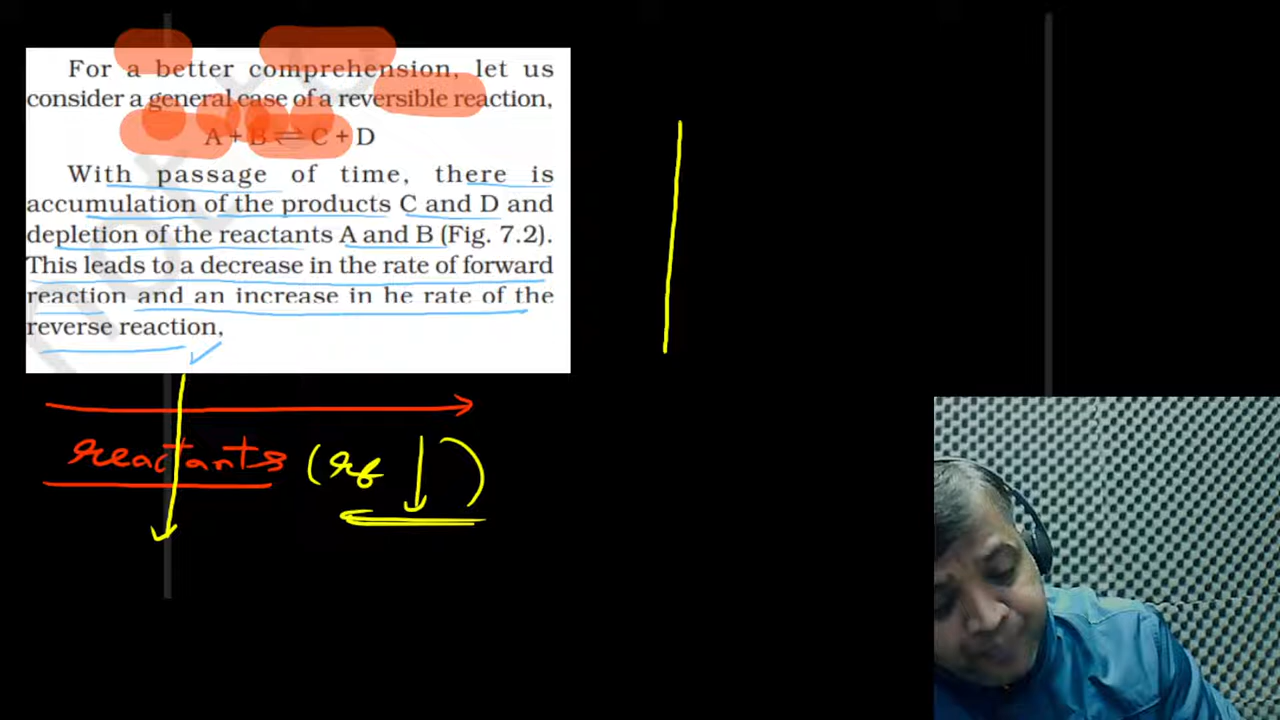 For a better comprehension, let us
consider a general case of a reversible reaction,
A + B ⇌ C + D
With passage of time, there is
accumulation of the products C and D and
depletion of the reactants A and B (Fig. 7.2).
This leads to a decrease in the rate of forward
reaction and an increase in he rate of the
reverse reaction,
reactants (rf ↓)